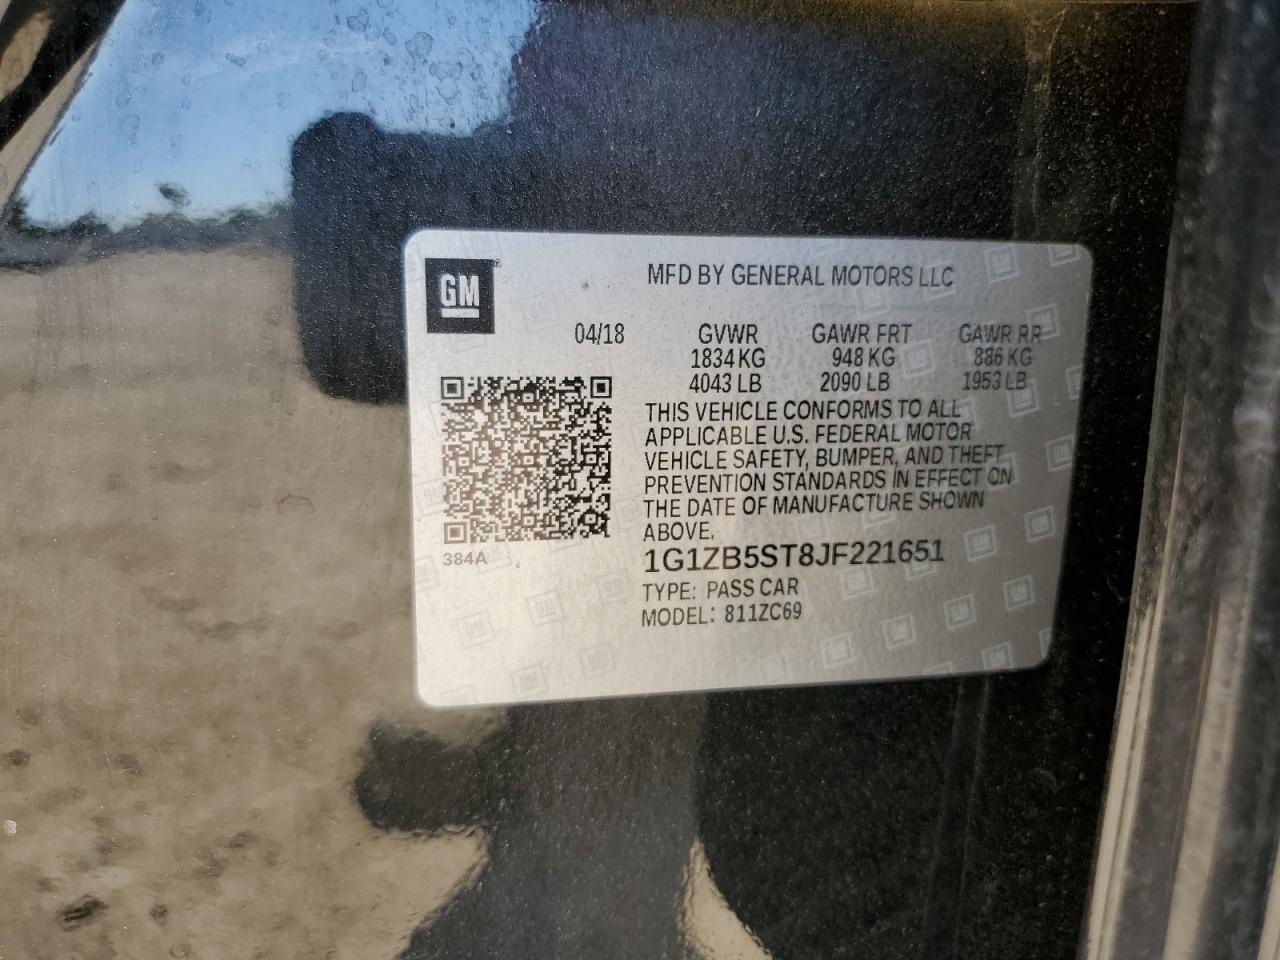 GM
MFD BY GENERAL MOTORS LLC
04/18 GVWR GAWR FRT GAWR RR
1834 KG 948 KG 886 KG
4043 LB 2090 LB 1953 LB
THIS VEHICLE CONFORMS TO ALL
APPLICABLE U.S. FEDERAL MOTOR
VEHICLE SAFETY, BUMPER, AND THEFT
PREVENTION STANDARDS IN EFFECT ON
THE DATE OF MANUFACTURE SHOWN
ABOVE.
384A
1G1ZB5ST8JF221651
TYPE: PASS CAR
MODEL: 811ZC69